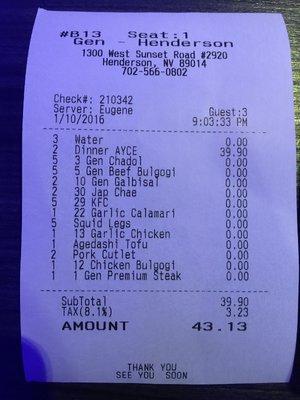 #B13 Seat:1
Gen - Henderson
1300 West Sunset Road #2920
Henderson, NV 89014
702-566-0802
Check#: 210342
Server: Eugene Guest:3
1/10/2016 9:03:33 PM
3 Water 0.00
2 Dinner AYCE 39.90
5 3 Gen Chadol 0.00
5 5 Gen Beef Bulgogi 0.00
2 10 Gen Galbisal 0.00
2 30 Jap Chae 0.00
5 29 KFC 0.00
1 22 Garlic Calamari 0.00
5 Squid Legs 0.00
1 13 Garlic Chicken 0.00
1 Agedashi Tofu 0.00
2 Pork Cutlet 0.00
1 12 Chicken Bulgogi 0.00
1 1 Gen Premium Steak 0.00
SubTotal 39.90
TAX(8.1%) 3.23
AMOUNT 43.13
THANK YOU
SEE YOU SOON